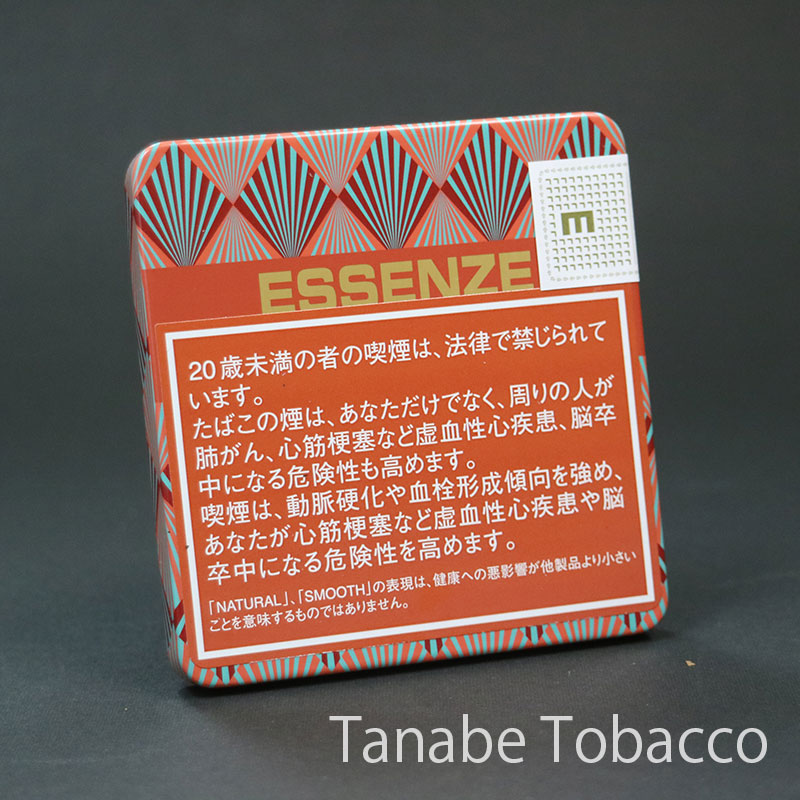 E
ESSENZE
20歳未満の者の喫煙は、法律で禁じられて
います。
たばこの煙は、あなただけでなく、周りの人が
肺がん、心筋梗塞など虚血性心疾患、脳卒
中になる危険性も高めます。
喫煙は、動脈硬化や血栓形成傾向を強め、
あなたが心筋梗塞など虚血性心疾患や脳
卒中になる危険性を高めます。
「NATURAL」、「SMOOTH」の表現は、健康への悪影響が他製品より小さい
ことを意味するものではありません。
Tanabe Tobacco